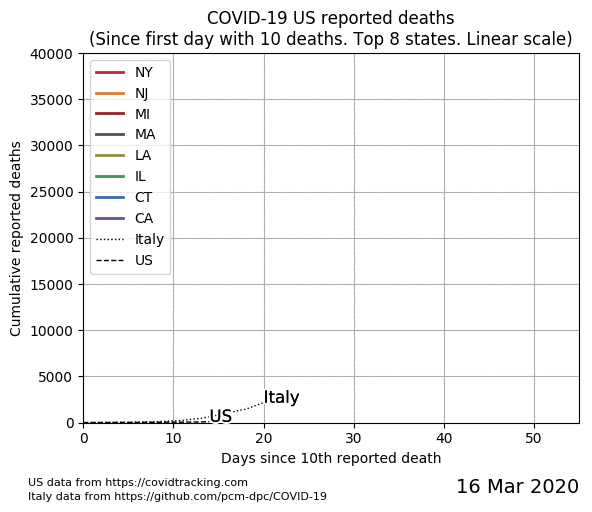 COVID-19 US reported deaths
(Since first day with 10 deaths. Top 8 states. Linear scale)
Cumulative reported deaths
40000
35000
30000
25000
20000
15000
10000
5000
0
NY
NJ
MI
MA
LA
IL
CT
CA
Italy
US
Italy
US
0 10 20 30 40 50
Days since 10th reported death
US data from https://covidtracking.com
Italy data from https://github.com/pcm-dpc/COVID-19
16 Mar 2020